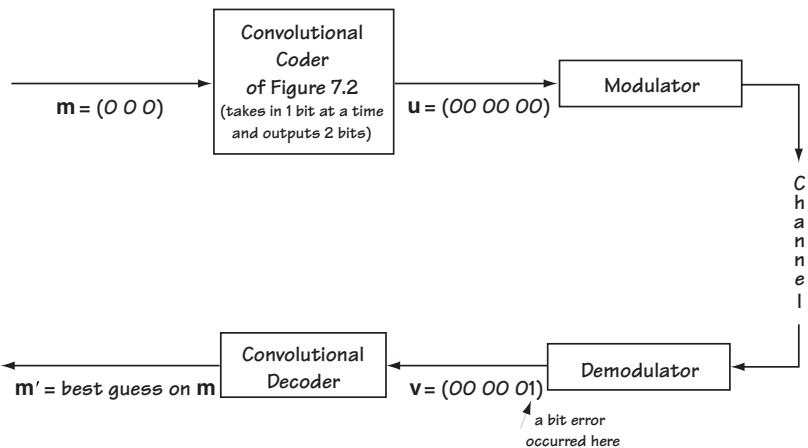 Convolutional
Coder
of Figure 7.2
(takes in 1 bit at a time
and outputs 2 bits)
m = (0 0 0)
u = (00 00 00)
Modulator
Channel
Convolutional
Decoder
Demodulator
m' = best guess on m
v = (00 00 01)
a bit error
occurred here